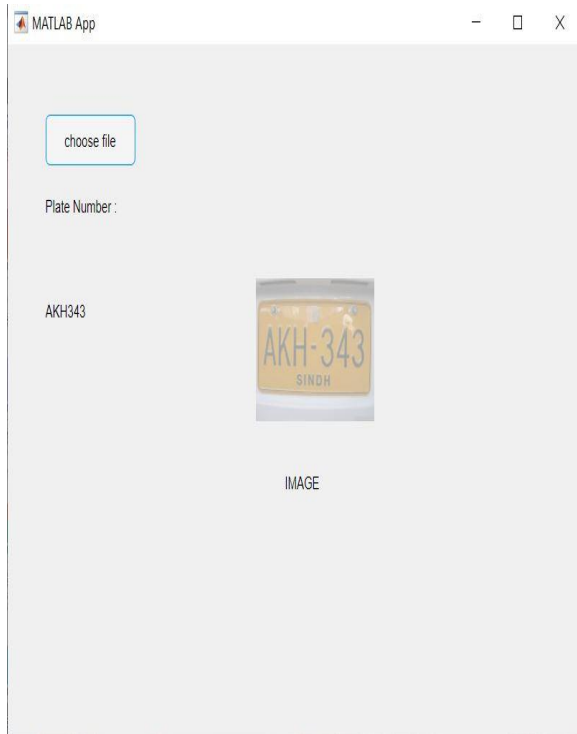 MATLAB App
choose file
Plate Number :
AKH343
AKH-343
SINDH
IMAGE